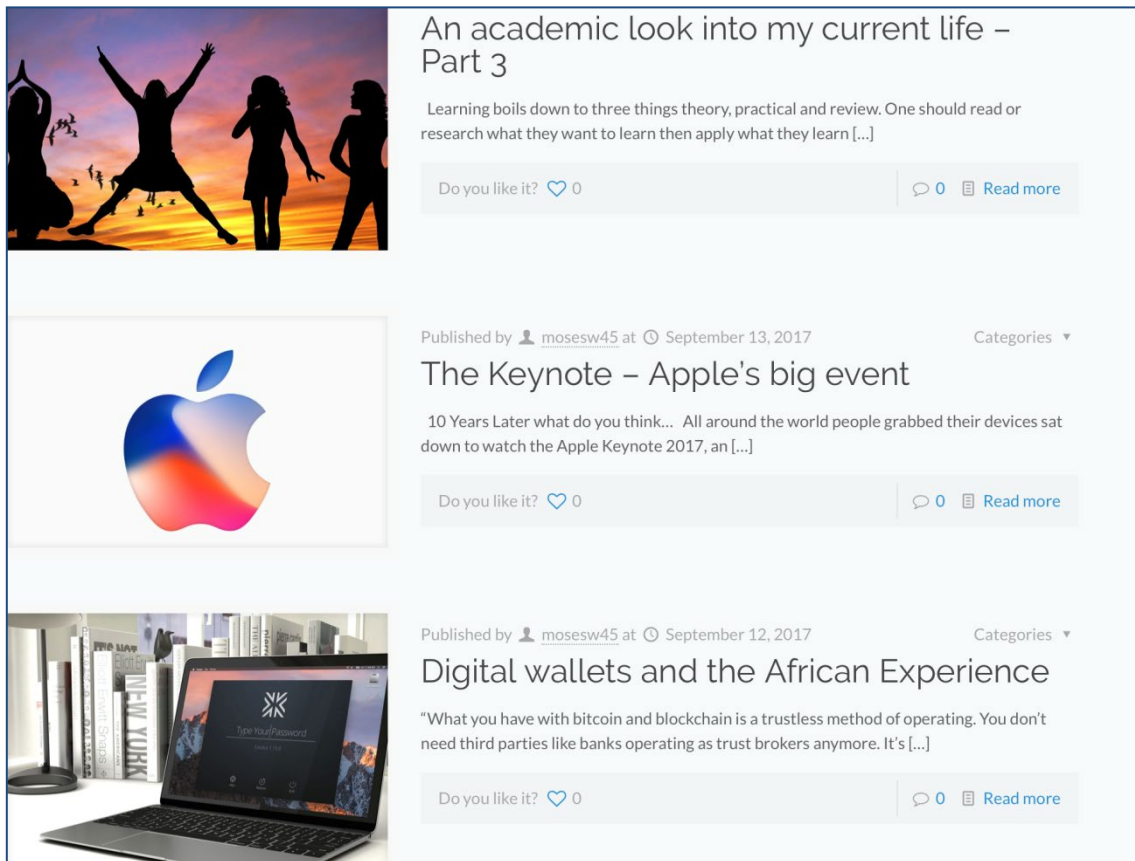 An academic look into my current life –
Part 3
Learning boils down to three things theory, practical and review. One should read or
research what they want to learn then apply what they learn [...]
Do you like it? 0
0 Read more
Published by mosesw45 at September 13, 2017
Categories
The Keynote – Apple's big event
10 Years Later what do you think… All around the world people grabbed their devices sat
down to watch the Apple Keynote 2017, an [...]
Do you like it? 0
0 Read more
Published by mosesw45 at September 12, 2017
Categories
Digital wallets and the African Experience
“What you have with bitcoin and blockchain is a trustless method of operating. You don’t
need third parties like banks operating as trust brokers anymore. It’s [...]
Do you like it? 0
0 Read more
NEW YORK
Elliott Erwitt Snaps
Type Your Password